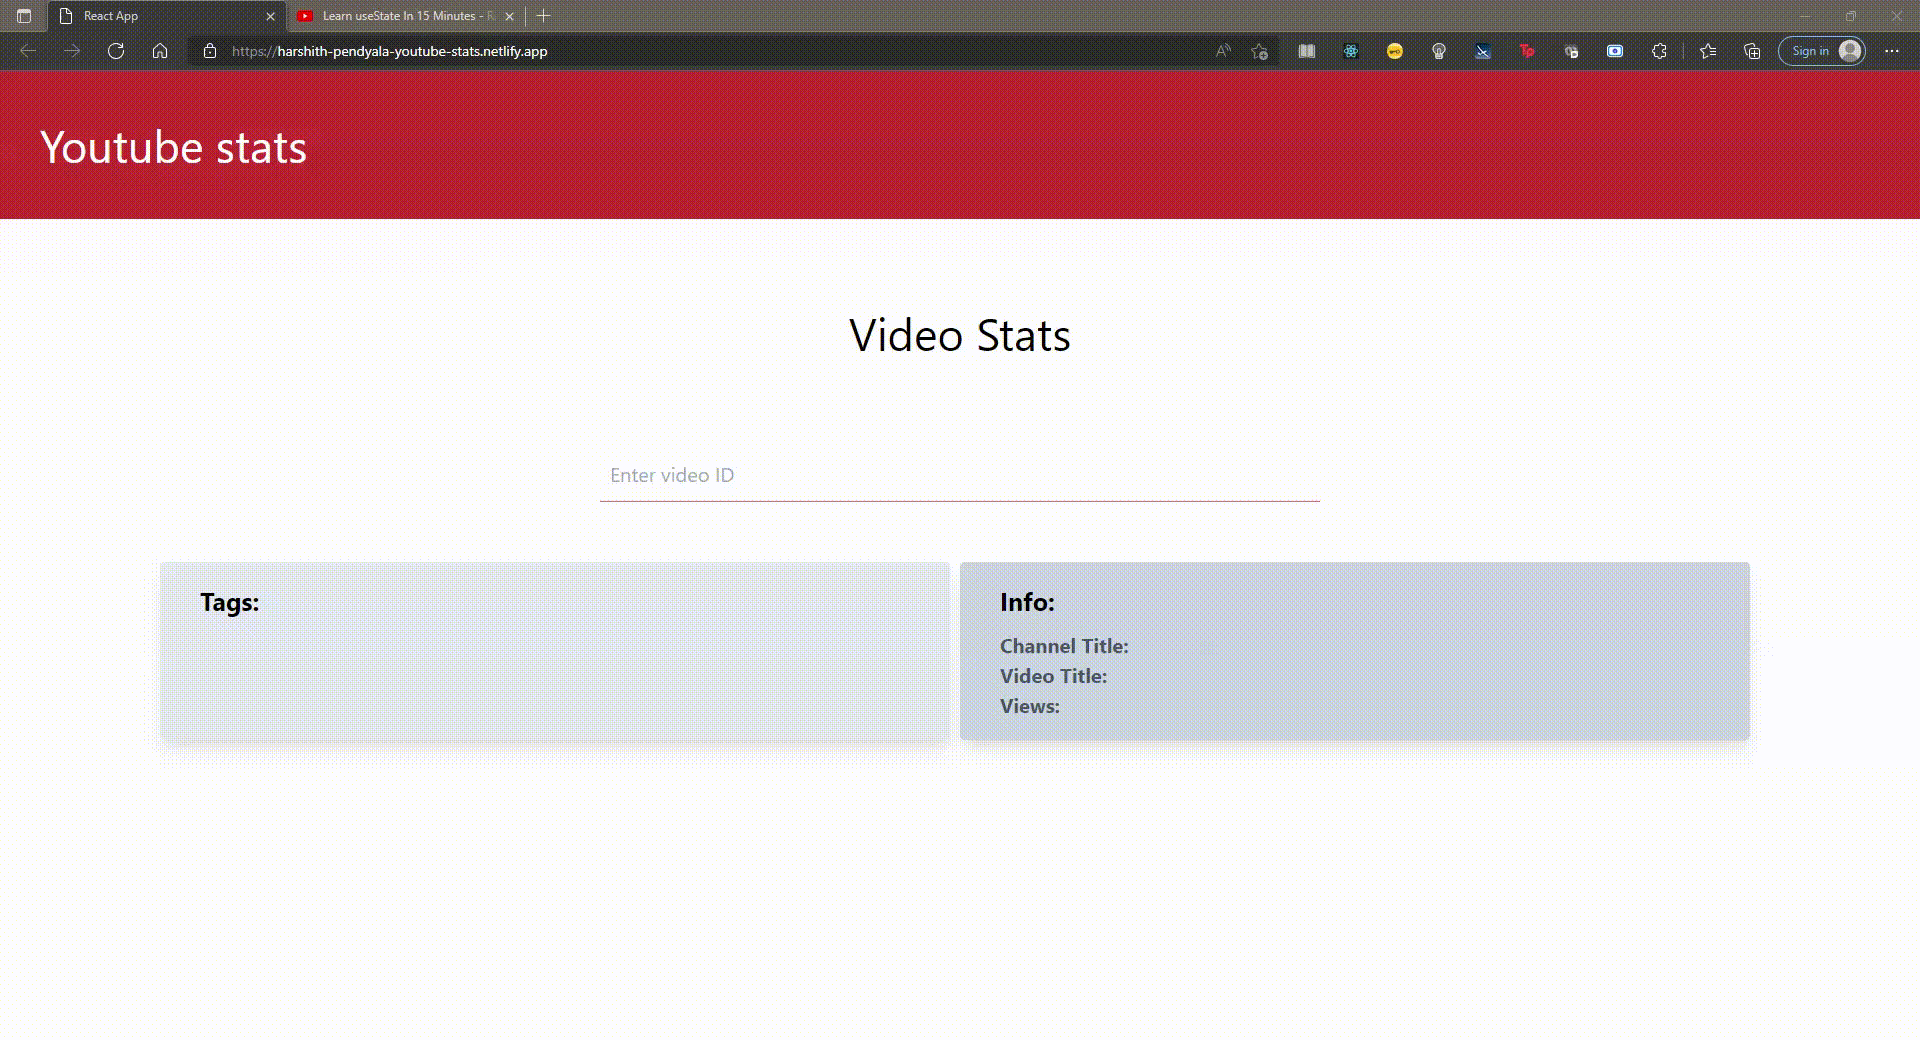 React App
Learn useState In 15 Minutes -
https://harshith-pendyala-youtube-stats.netlify.app
Sign in
Youtube stats
Video Stats
Enter video ID
Tags:
Info:
Channel Title:
Video Title:
Views: